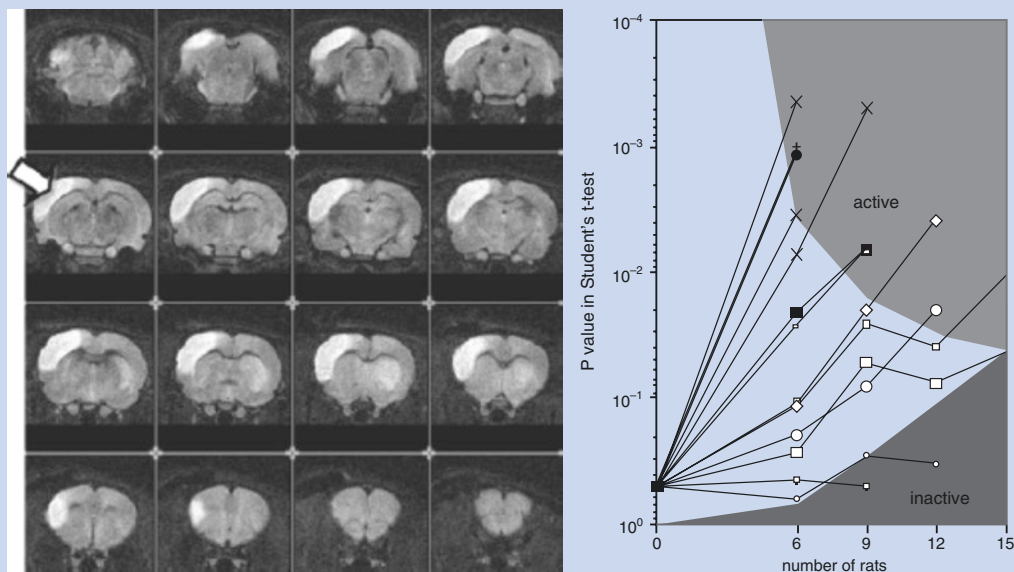 10⁻⁴
10⁻³
10⁻²
10⁻¹
10⁰
P value in Student's t-test
active
inactive
0
6
9
12
15
number of rats